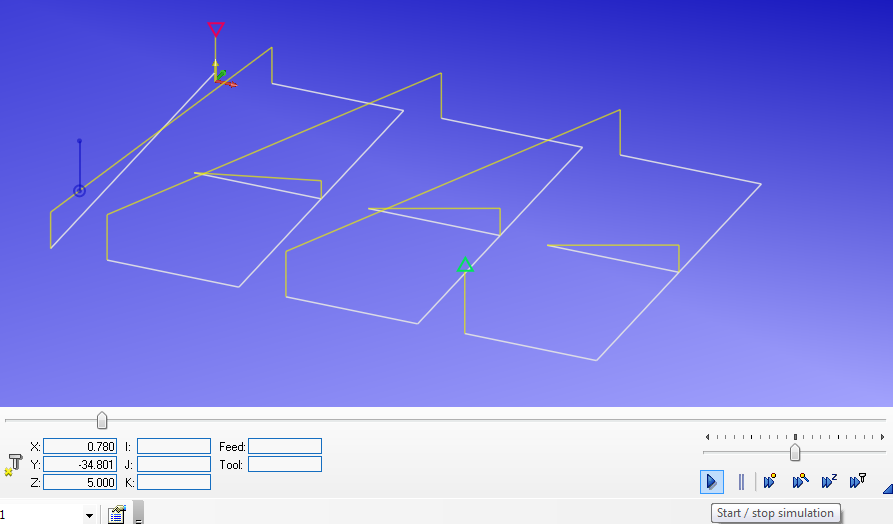 X: 0.780 I: Feed:
Y: -34.801 J: Tool:
Z: 5.000 K:
Z
1
Start / stop simulation